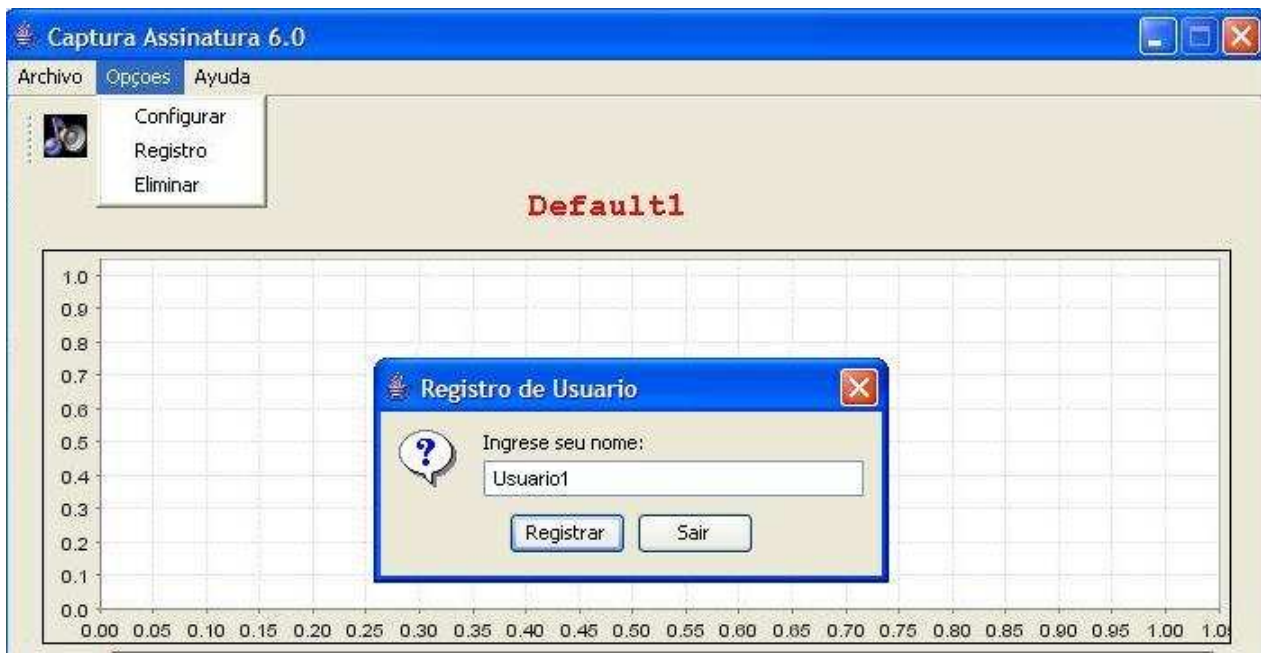 Captura Assinatura 6.0
Archivo Opçoes Ayuda
Configurar
Registro
Eliminar
Default1
1.0
0.9
0.8
0.7
0.6
0.5
0.4
0.3
0.2
0.1
0.0
Registro de Usuario
Ingrese seu nome:
Usuario1
Registrar Sair
0.00 0.05 0.10 0.15 0.20 0.25 0.30 0.35 0.40 0.45 0.50 0.55 0.60 0.65 0.70 0.75 0.80 0.85 0.90 0.95 1.00